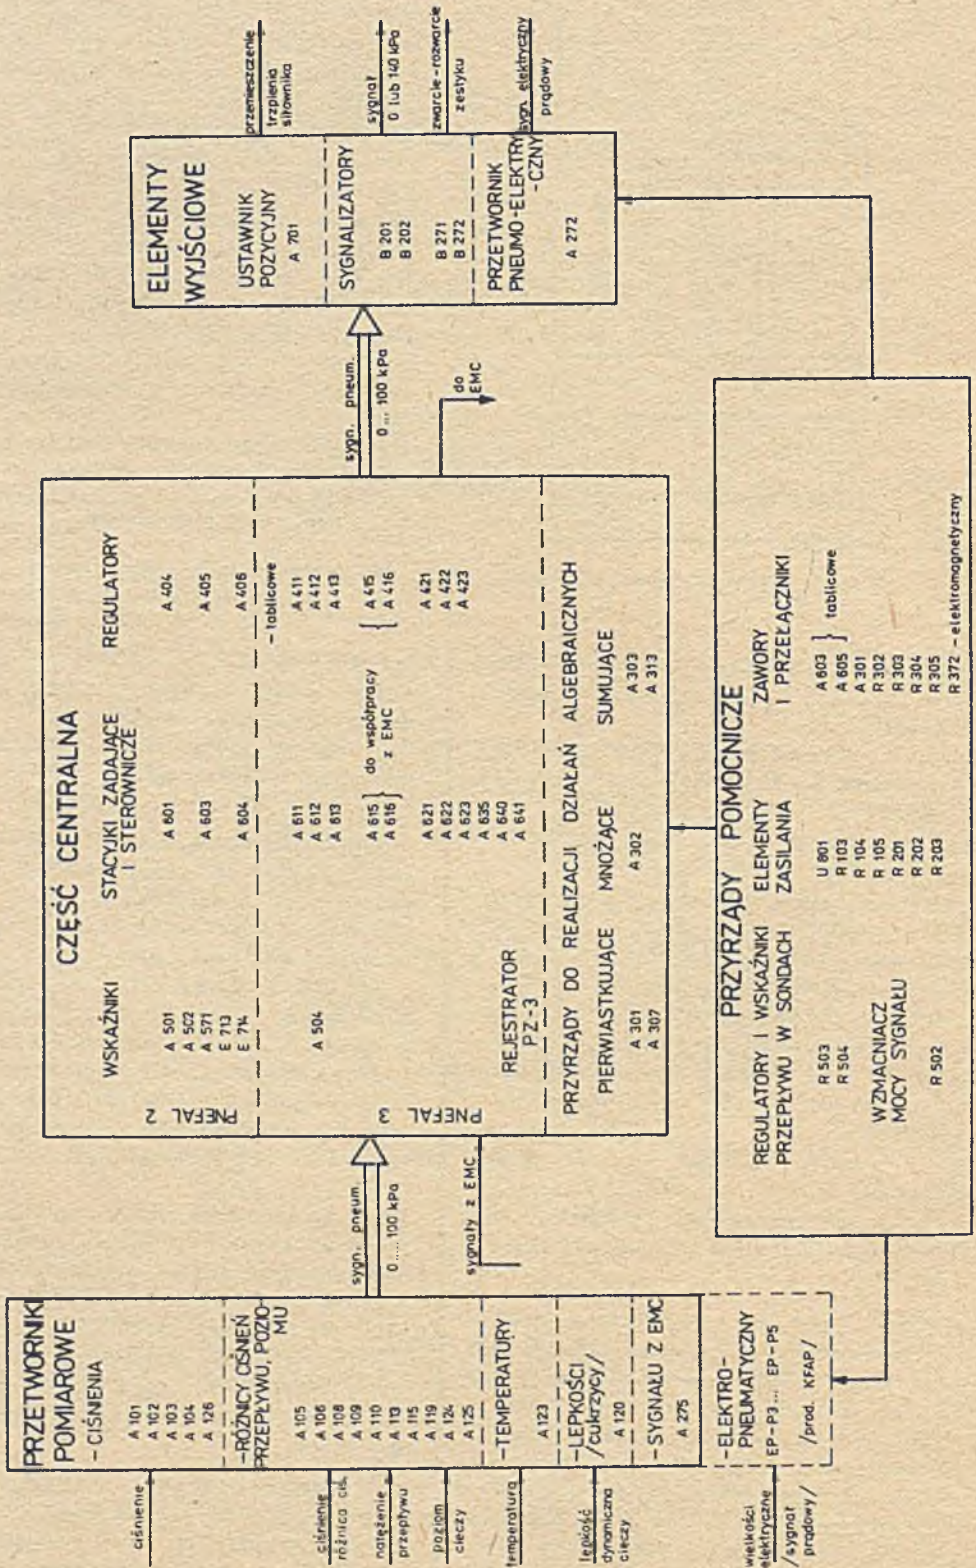 ciśnienie
ciśnienie
różnica ciś.
natężenie
przepływu
poziom
cieczy
temperatura
lepkość
dynamiczna
cieczy
wielkości
elektryczne
/sygnał
prądowy/
PRZETWORNIKI
POMIAROWE
- CIŚNIENIA
A 101
A 102
A 103
A 104
A 126
-RÓŻNICY CIŚNIEŃ
PRZEPŁYWU, POZIO-
MU
A 105
A 106
A 108
A 109
A 110
A 113
A 115
A 119
A 124
A 125
-TEMPERATURY
A 123
-LEPKOŚCI
/cukrzycy/
A 120
-SYGNAŁU Z EMC
A 275
-ELEKTRO-
PNEUMATYCZNY
EP-P3... EP-P5
/prod. KFAP/
sygn. pneum.
0..... 100 kPa
sygnały z EMC
CZĘŚĆ CENTRALNA
WSKAŹNIKI
STACYJKI ZADAJĄCE
I STEROWNICZE
REGULATORY
PNEFAL 2
A 501
A 502
A 571
E 713
E 714
A 601
A 603
A 604
A 404
A 405
A 406
- tablicowe
PNEFAL 3
A 504
REJESTRATOR
PZ-3
A 611
A 612
A 613
A 615
A 616
} do współpracy {
z EMC
A 621
A 622
A 623
A 635
A 640
A 641
A 411
A 412
A 413
A 415
A 416
A 421
A 422
A 423
PRZYRZĄDY DO REALIZACJI DZIAŁAŃ ALGEBRAICZNYCH
PIERWIASTKUJĄCE
A 301
A 307
MNOŻĄCE
A 302
SUMUJĄCE
A 303
A 313
sygn. pneum.
0... 100 kPa
do
EMC
ELEMENTY
WYJŚCIOWE
USTAWNIK
POZYCYJNY
A 701
SYGNALIZATORY
B 201
B 202
B 271
B 272
PRZETWORNIK
PNEUMO-ELEKTRY
-CZNY
A 272
przemieszczenie
trzpienia
siłownika
sygnał
0 lub 140 kPa
zwarcie-rozwarcie
zestyku
sygn. elektryczny
prądowy
PRZYRZĄDY POMOCNICZE
REGULATORY I WSKAŹNIKI
PRZEPŁYWU W SONDACH
R 503
R 504
WZMACNIACZ
MOCY SYGNAŁU
R 502
ELEMENTY
ZASILANIA
U 801
R 103
R 104
R 105
R 201
R 202
R 203
ZAWORY
I PRZEŁĄCZNIKI
A 603
A 605
} tablicowe
A 301
R 302
R 303
R 304
R 305
R 372 - elektromagnetyczny